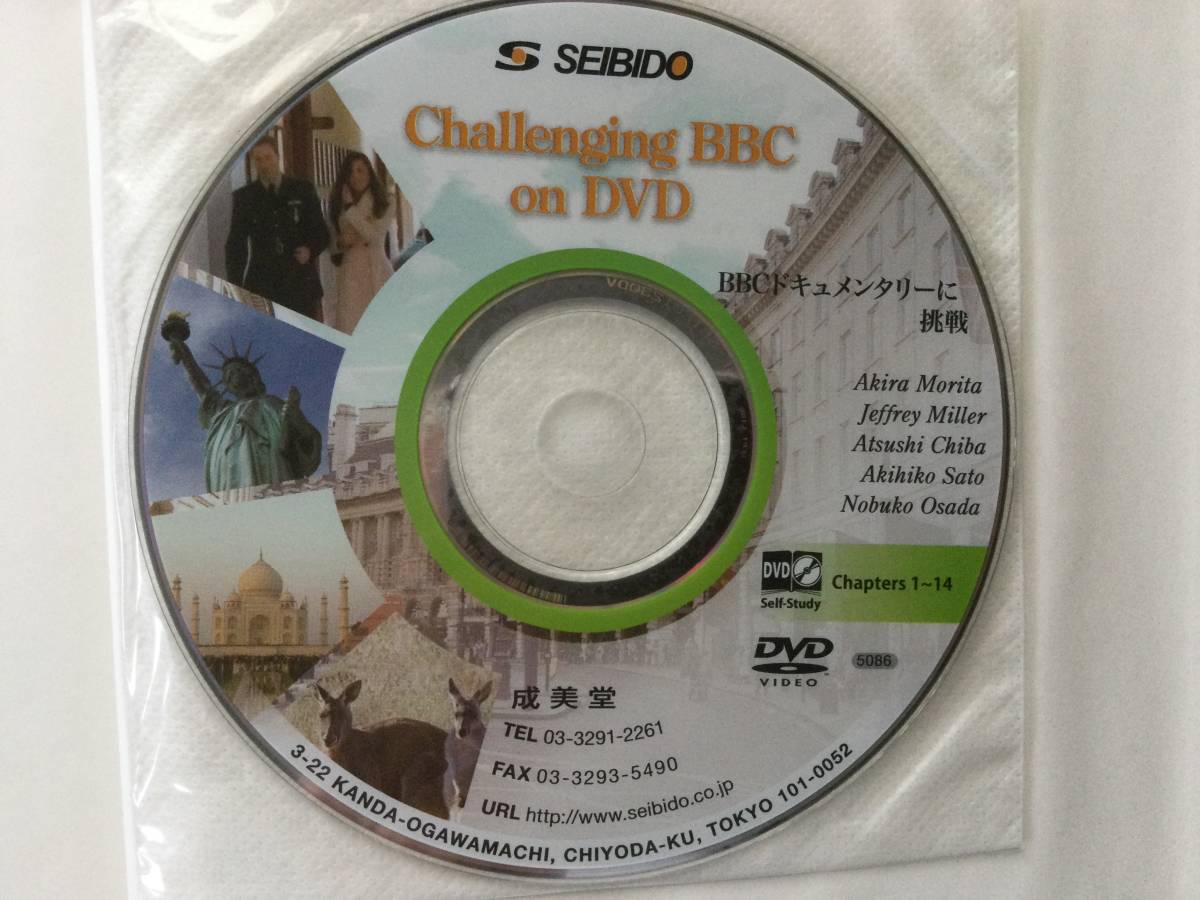 SEIBIDO
Challenging BBC
on DVD
BBCドキュメンタリーに
挑戦
Akira Morita
Jeffrey Miller
Atsushi Chiba
Akihiko Sato
Nobuko Osada
DVD
Self-Study
Chapters 1~14
DVD
VIDEO
5086
成美堂
TEL 03-3291-2261
FAX 03-3293-5490
URL http://www.seibido.co.jp
3-22 KANDA-OGAWAMACHI, CHIYODA-KU, TOKYO 101-0052